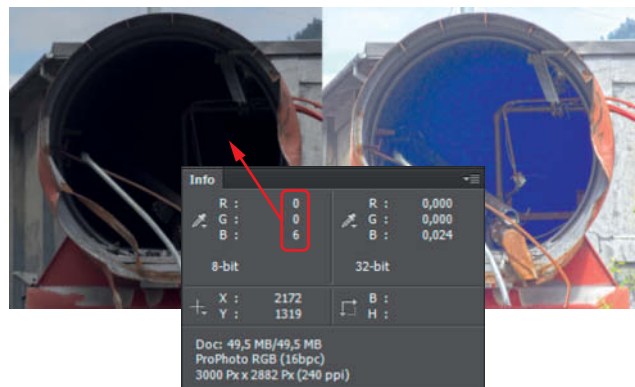 Info
R : 0
G : 0
B : 6
8-bit
R : 0,000
G : 0,000
B : 0,024
32-bit
X : 2172
Y : 1319
B :
H :
Doc: 49,5 MB/49,5 MB
ProPhoto RGB (16bpc)
3000 Px x 2882 Px (240 ppi)